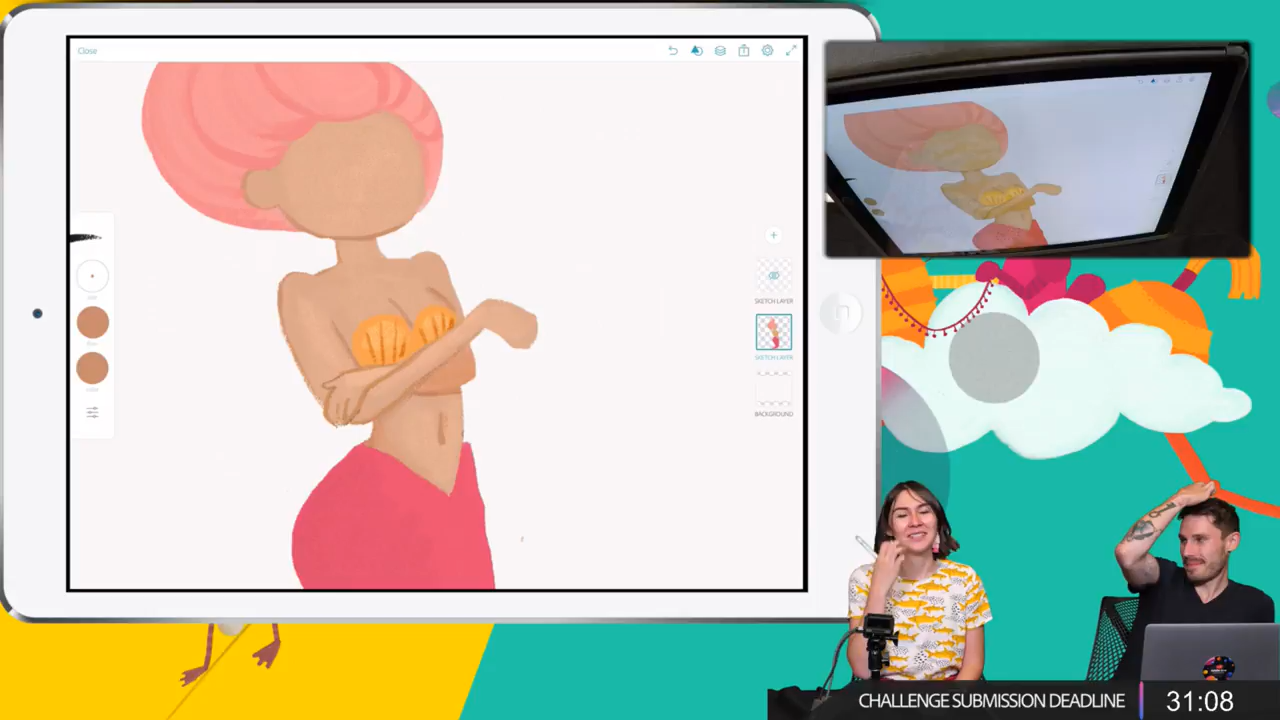 Close
SKETCH LAYER
SKETCH LAYER
BACKGROUND
CHALLENGE SUBMISSION DEADLINE
31:08